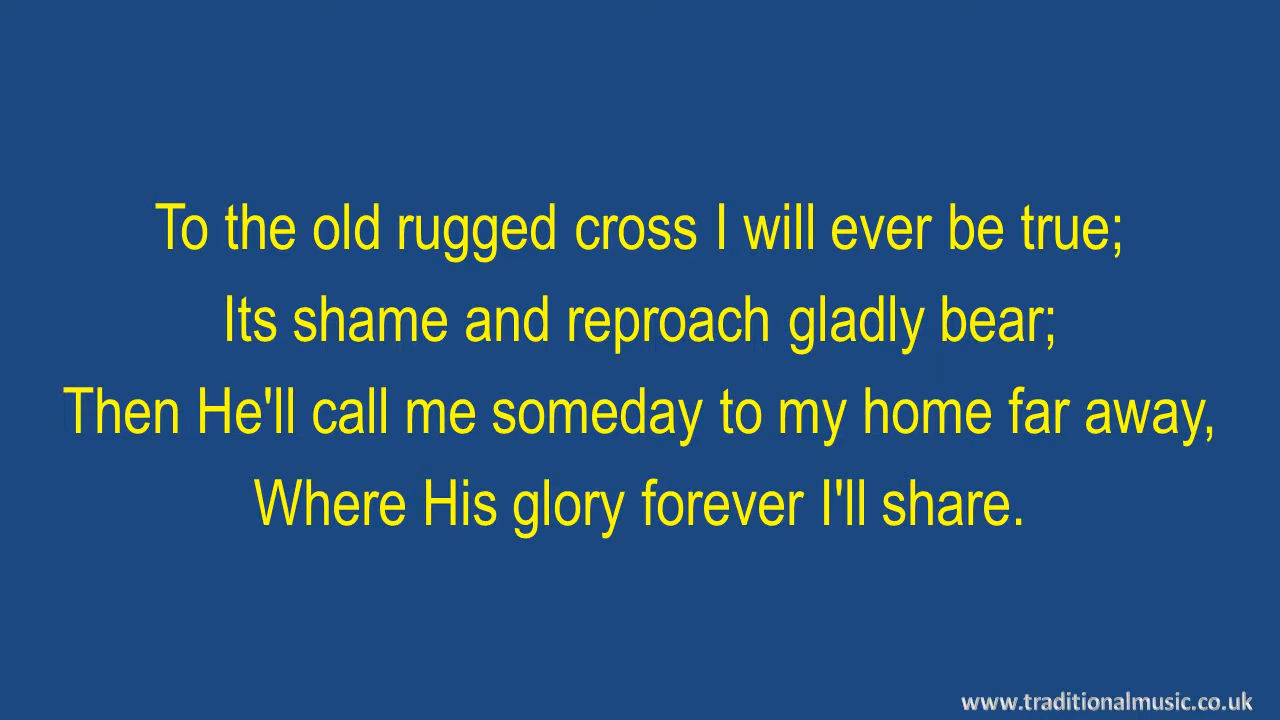 To the old rugged cross I will ever be true;
Its shame and reproach gladly bear;
Then He'll call me someday to my home far away,
Where His glory forever I'll share.
www.traditionalmusic.co.uk